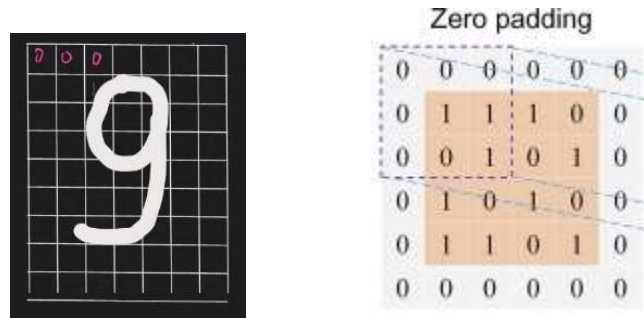 0 0 0
9
Zero padding
0 0 0 0 0 0
0 1 1 1 0 0
0 0 1 0 1 0
0 1 0 1 0 0
0 1 1 0 1 0
0 0 0 0 0 0